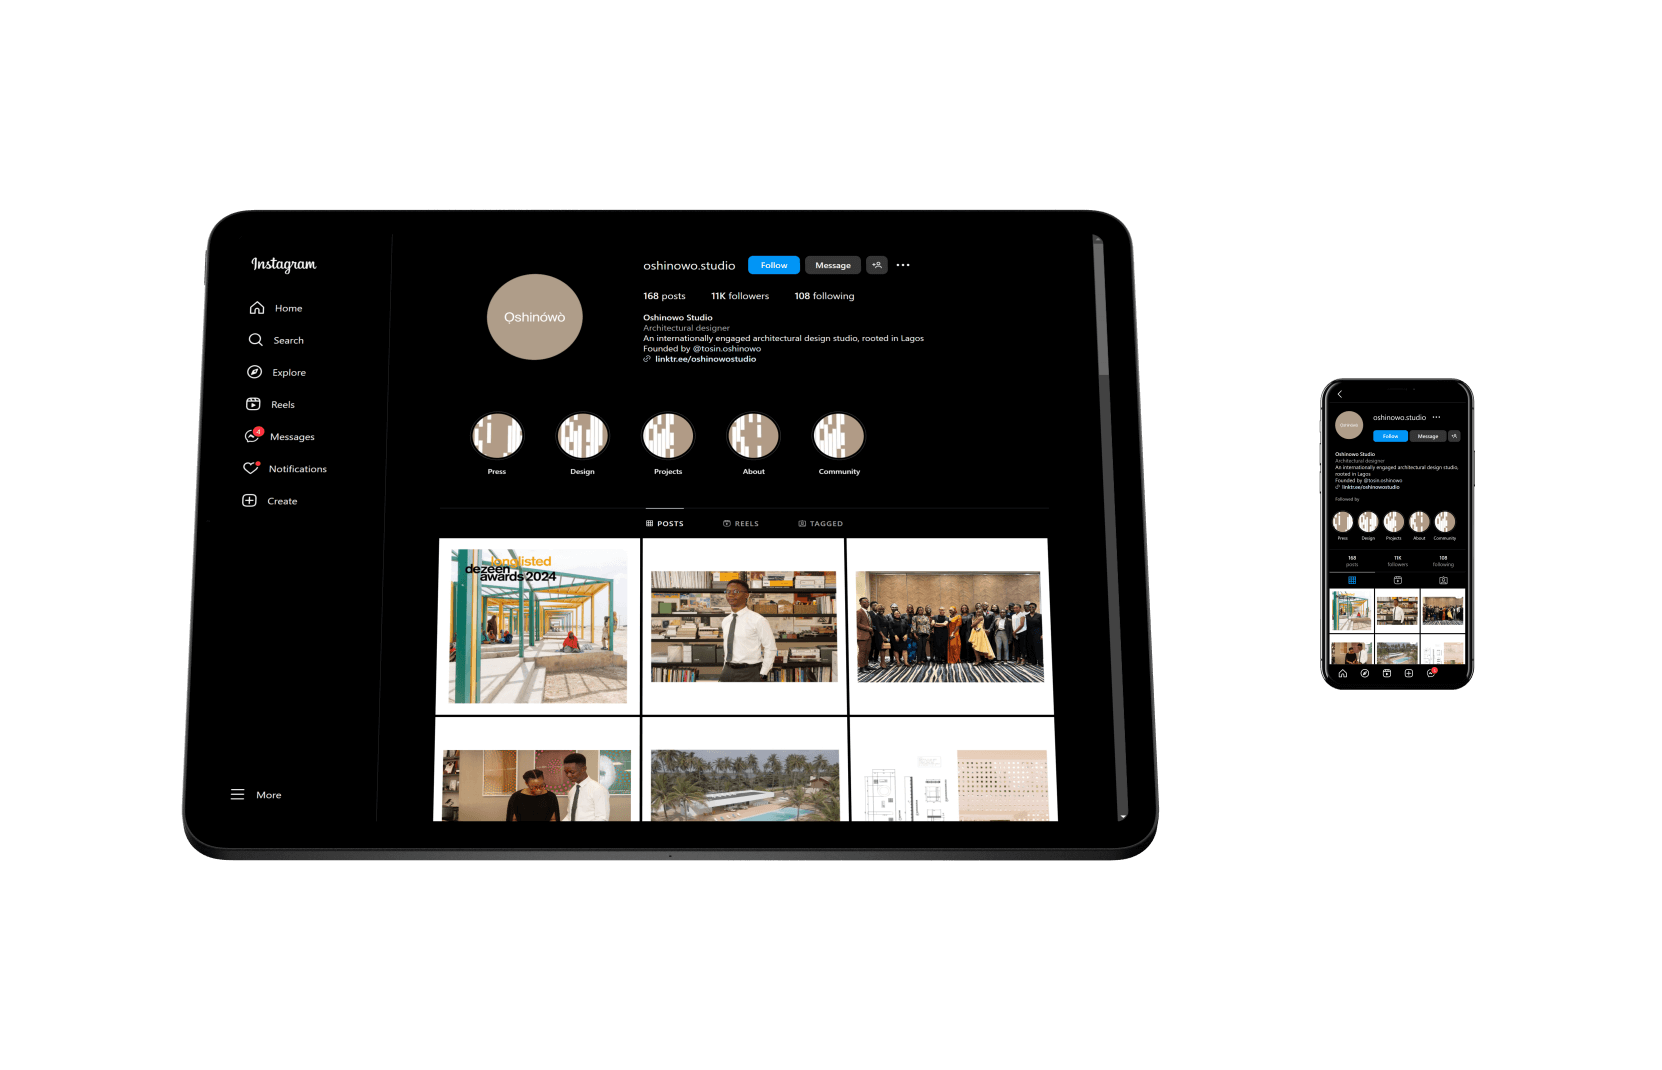 Instagram
Home
Search
Explore
Reels
4
Messages
Notifications
Create
More
Oshinówò
oshinowo.studio Follow Message
168 posts 11K followers 108 following
Oshinowo Studio
Architectural designer
An internationally engaged architectural design studio, rooted in Lagos
Founded by @tosin.oshinowo
linktr.ee/oshinowostudio
Press Design Projects About Community
POSTS REELS TAGGED
longlisted
dezeen
awards 2024
oshinowo.studio
Follow Message
Oshinowo Studio
Architectural designer
An internationally engaged architectural design studio,
rooted in Lagos
Founded by @tosin.oshinowo
linktr.ee/oshinowostudio
Followed by
Press Design Projects About Community
168 11K 108
posts followers following